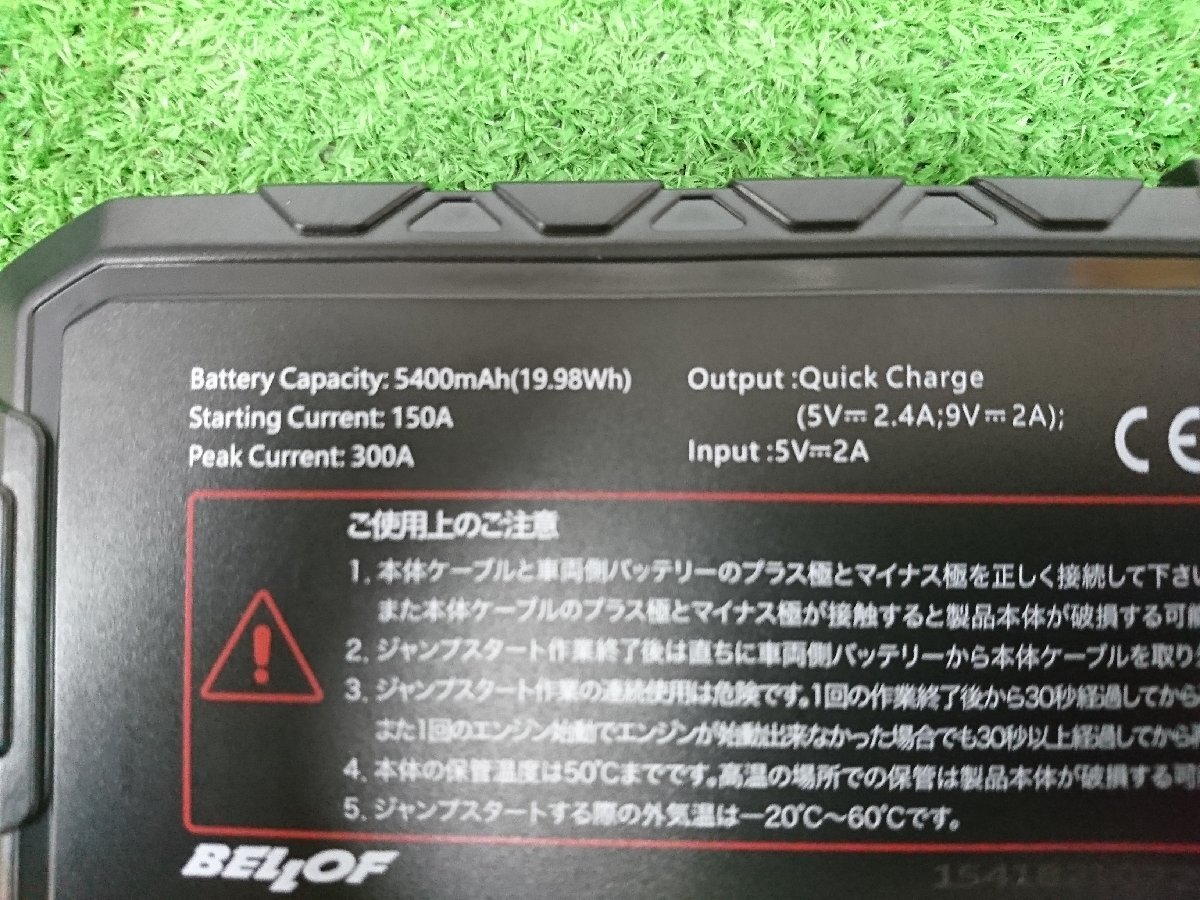 Battery Capacity: 5400mAh(19.98Wh)
Starting Current: 150A
Peak Current: 300A
Output :Quick Charge
(5V⎓2.4A;9V⎓2A);
Input :5V⎓2A
CE
ご使用上のご注意
1. 本体ケーブルと車両側バッテリーのプラス極とマイナス極を正しく接続して下さい
また本体ケーブルのプラス極とマイナス極が接触すると製品本体が破損する可能
2. ジャンプスタート作業終了後は直ちに車両側バッテリーから本体ケーブルを取り
3. ジャンプスタート作業の連続使用は危険です。1回の作業終了後から30秒経過してから
また1回のエンジン始動でエンジンが始動出来なかった場合でも30秒以上経過してから
4. 本体の保管温度は50℃までです。高温の場所での保管は製品本体が破損する可
5. ジャンプスタートする際の外気温は−20℃～60℃です。
BELLOF